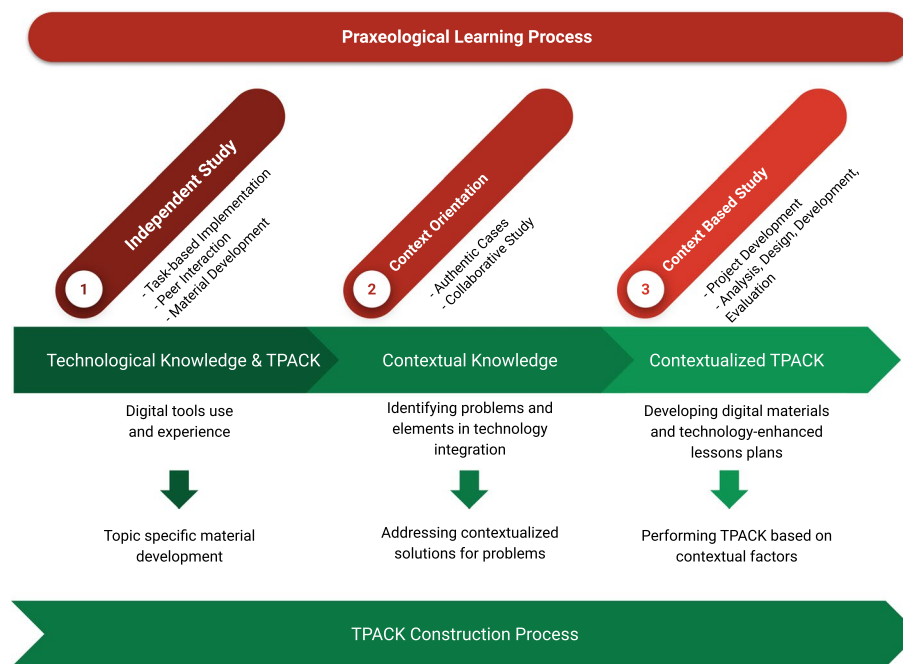 Praxeological Learning Process
1
Independent Study
- Task-based Implementation
- Peer Interaction
- Material Development
2
Context Orientation
- Authentic Cases
- Collaborative Study
3
Context Based Study
- Project Development
- Analysis, Design, Development,
Evaluation
Technological Knowledge & TPACK
Contextual Knowledge
Contextualized TPACK
Digital tools use
and experience
Identifying problems and
elements in technology
integration
Developing digital materials
and technology-enhanced
lessons plans
Topic specific material
development
Addressing contextualized
solutions for problems
Performing TPACK based on
contextual factors
TPACK Construction Process